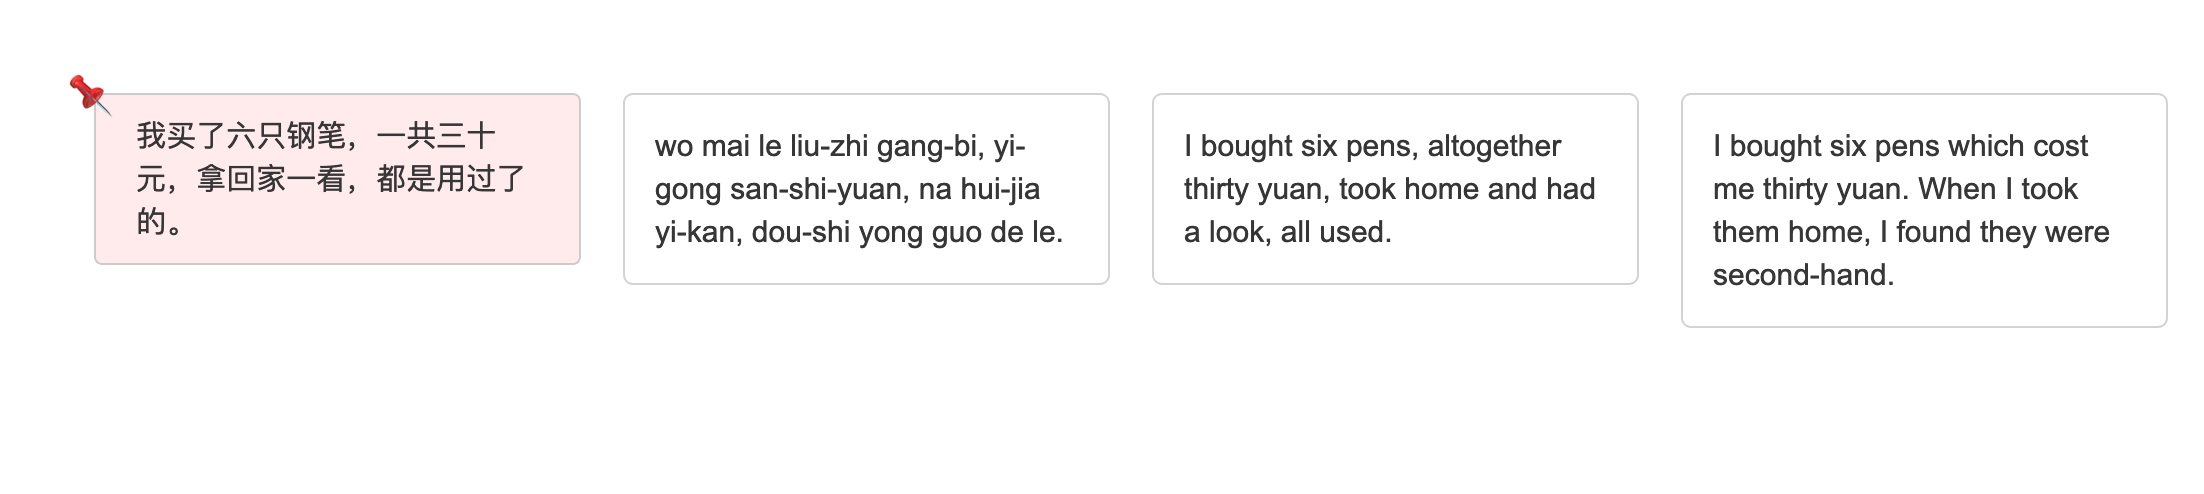 我买了六只钢笔，一共三十
元，拿回家一看，都是用过了
的。
wo mai le liu-zhi gang-bi, yi-
gong san-shi-yuan, na hui-jia
yi-kan, dou-shi yong guo de le.
I bought six pens, altogether
thirty yuan, took home and had
a look, all used.
I bought six pens which cost
me thirty yuan. When I took
them home, I found they were
second-hand.